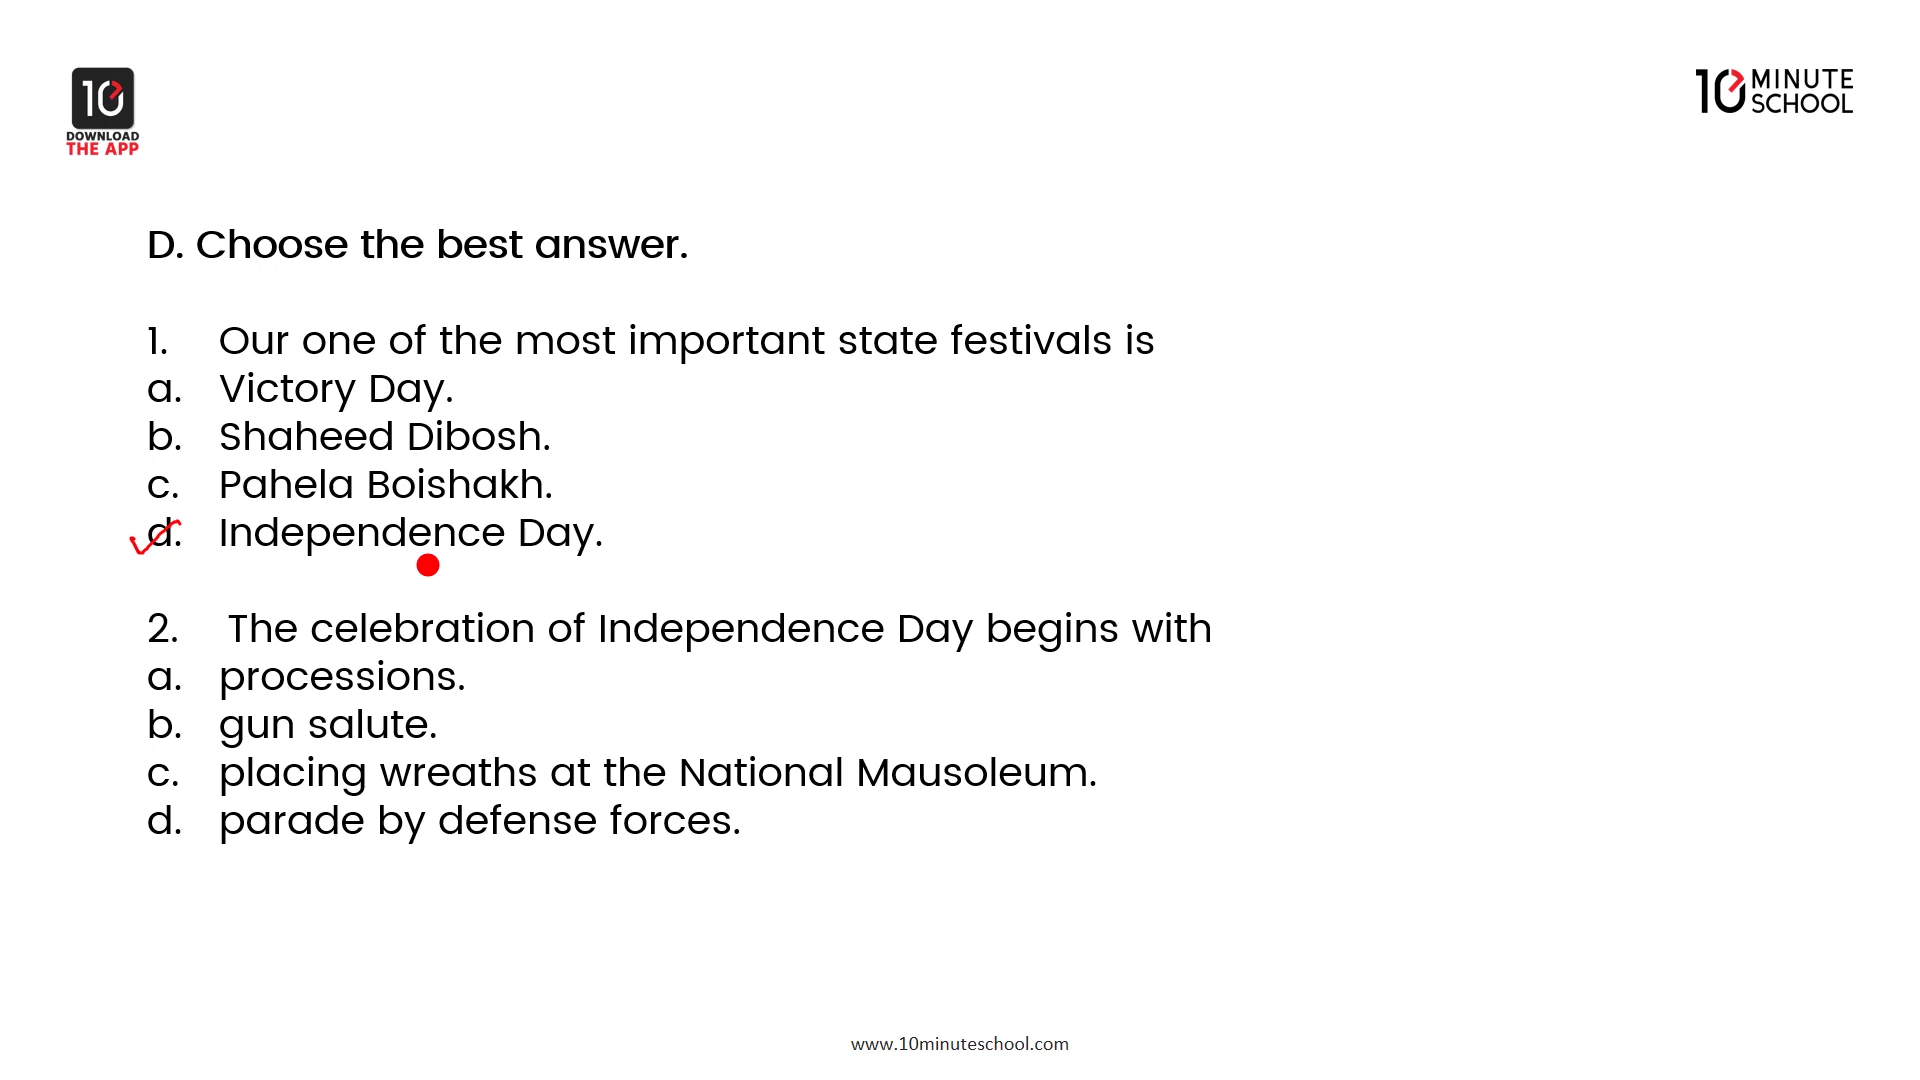 10
DOWNLOAD
THE APP
10 MINUTE
SCHOOL
D. Choose the best answer.
1. Our one of the most important state festivals is
a. Victory Day.
b. Shaheed Dibosh.
c. Pahela Boishakh.
d. Independence Day.
2. The celebration of Independence Day begins with
a. processions.
b. gun salute.
c. placing wreaths at the National Mausoleum.
d. parade by defense forces.
www.10minuteschool.com